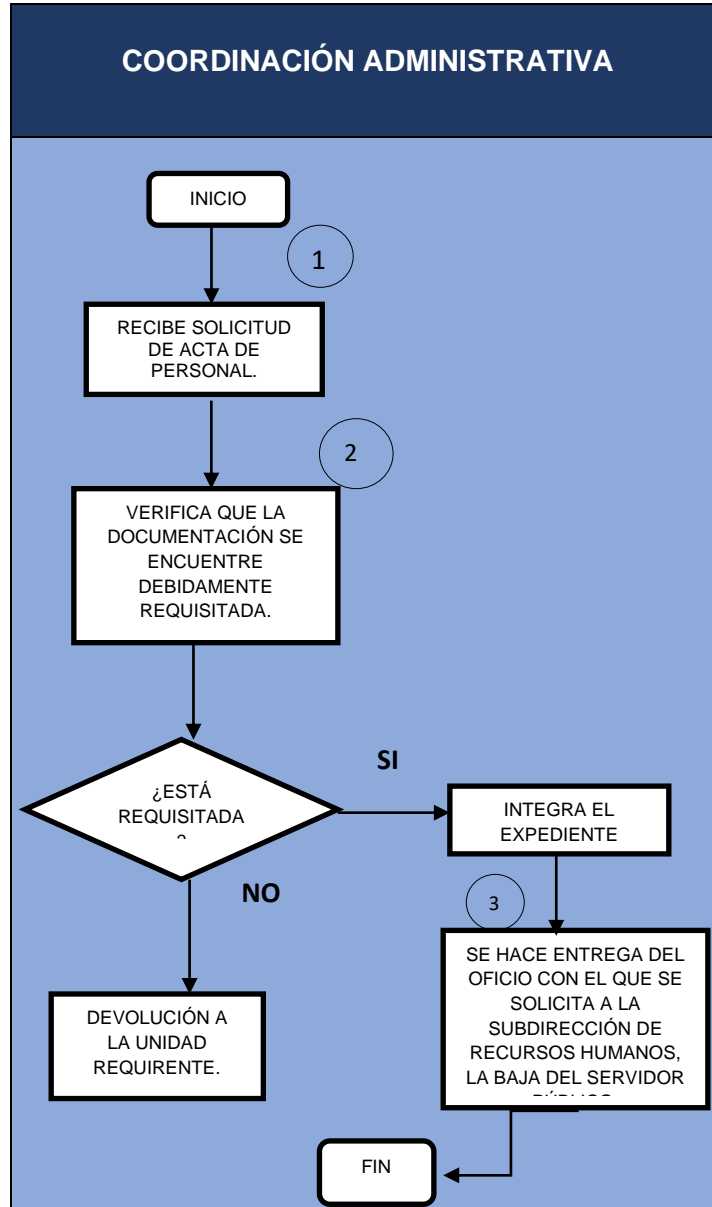 COORDINACIÓN ADMINISTRATIVA
INICIO
1
RECIBE SOLICITUD
DE ACTA DE
PERSONAL.
2
VERIFICA QUE LA
DOCUMENTACIÓN SE
ENCUENTRE
DEBIDAMENTE
REQUISITADA.
¿ESTÁ
REQUISITADA
SI
INTEGRA EL
EXPEDIENTE
NO
3
SE HACE ENTREGA DEL
OFICIO CON EL QUE SE
SOLICITA A LA
SUBDIRECCIÓN DE
RECURSOS HUMANOS,
LA BAJA DEL SERVIDOR
DEVOLUCIÓN A
LA UNIDAD
REQUIRENTE.
FIN